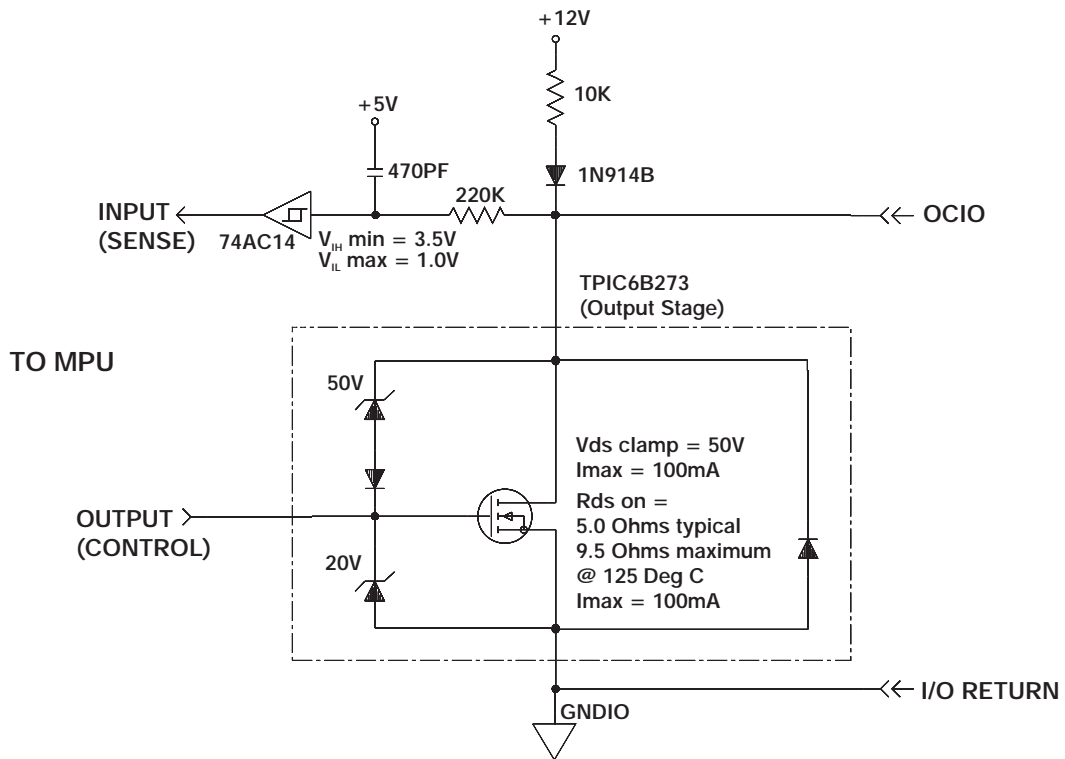 +12V
10K
+5V
470PF
1N914B
220K
INPUT
(SENSE)
OCIO
74AC14
VIH min = 3.5V
VIL max = 1.0V
TPIC6B273
(Output Stage)
TO MPU
50V
Vds clamp = 50V
Imax = 100mA
Rds on =
5.0 Ohms typical
9.5 Ohms maximum
@ 125 Deg C
Imax = 100mA
OUTPUT
(CONTROL)
20V
I/O RETURN
GNDIO